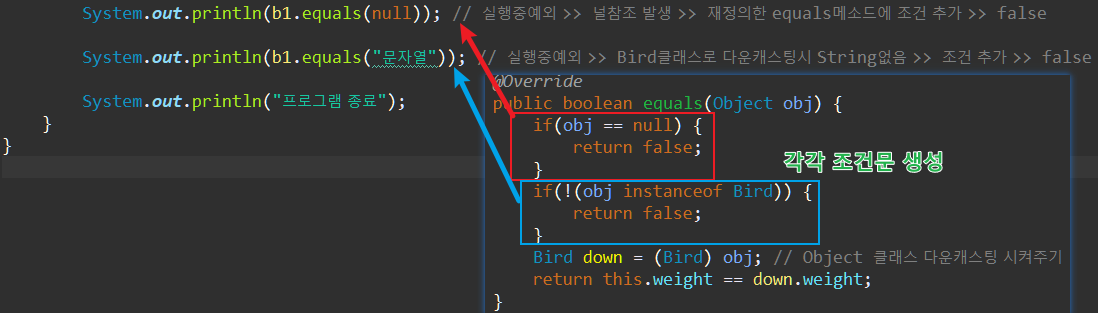 System.out.println(b1.equals(null)); // 실행중예외 >> 널참조 발생 >> 재정의한 equals메소드에 조건 추가 >> false
System.out.println(b1.equals("문자열")); // 실행중예외 >> Bird클래스로 다운캐스팅시 String없음 >> 조건 추가 >> false
System.out.println("프로그램 종료");
}
}
@Override
public boolean equals(Object obj) {
if(obj == null) {
return false;
}
if(!(obj instanceof Bird)) {
return false;
}
Bird down = (Bird) obj; // Object 클래스 다운캐스팅 시켜주기
return this.weight == down.weight;
}
각각 조건문 생성